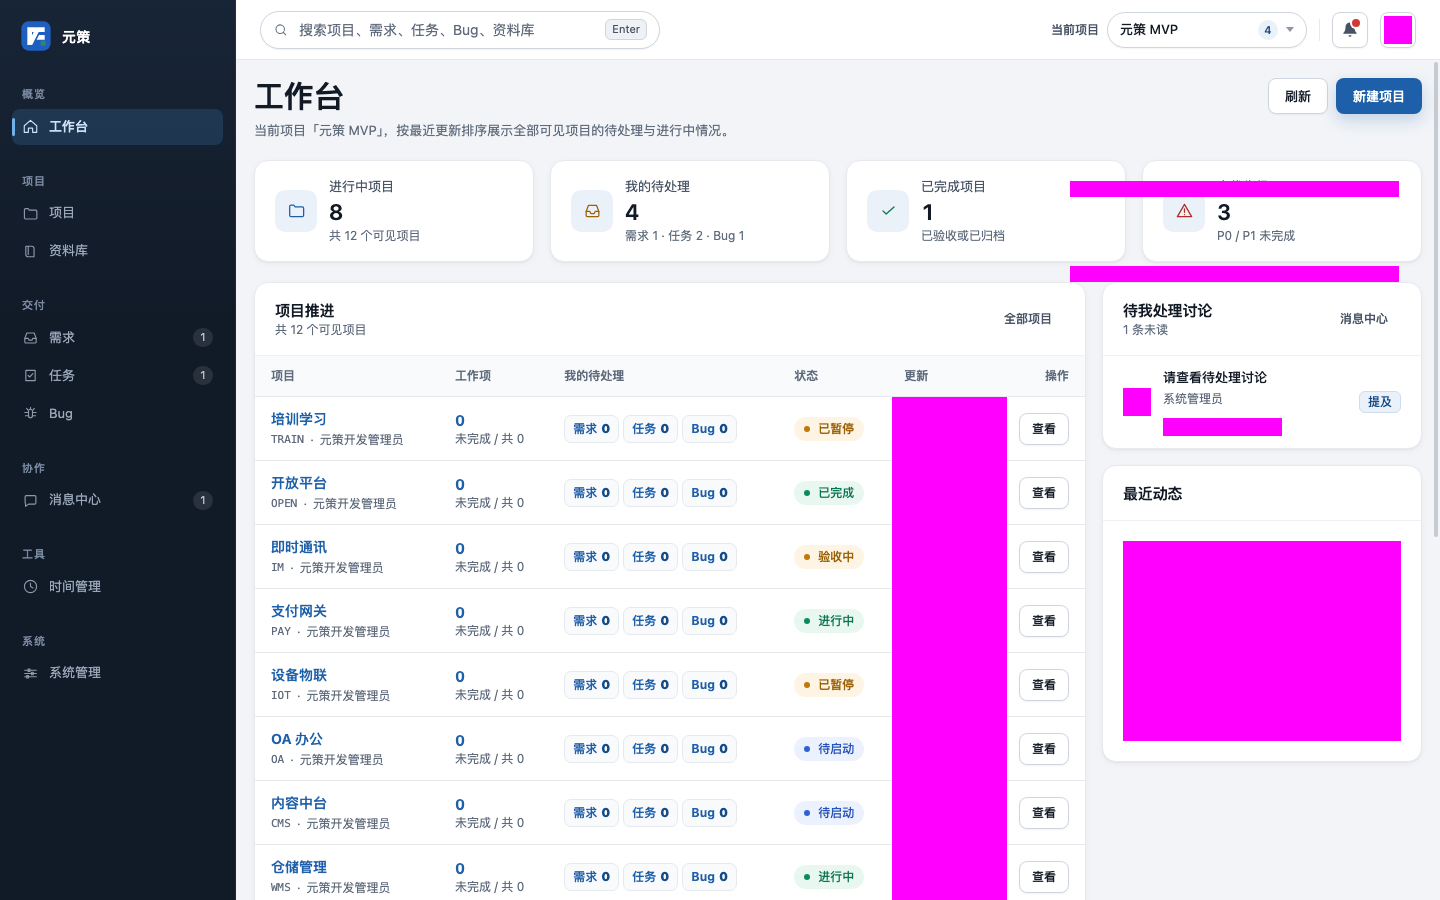 元策
概览
工作台
项目
项目
资料库
交付
需求 1
任务 1
Bug
协作
消息中心 1
工具
时间管理
系统
系统管理
搜索项目、需求、任务、Bug、资料库 Enter
当前项目 元策 MVP 4
工作台
当前项目「元策 MVP」，按最近更新排序展示全部可见项目的待处理与进行中情况。
刷新 新建项目
进行中项目
8
共 12 个可见项目
我的待处理
4
需求 1 · 任务 2 · Bug 1
已完成项目
1
已验收或已归档
3
P0 / P1 未完成
项目推进
共 12 个可见项目
全部项目
项目 工作项 我的待处理 状态 更新 操作
培训学习 0 需求 0 任务 0 Bug 0 已暂停 查看
TRAIN · 元策开发管理员 未完成 / 共 0
开放平台 0 需求 0 任务 0 Bug 0 已完成 查看
OPEN · 元策开发管理员 未完成 / 共 0
即时通讯 0 需求 0 任务 0 Bug 0 验收中 查看
IM · 元策开发管理员 未完成 / 共 0
支付网关 0 需求 0 任务 0 Bug 0 进行中 查看
PAY · 元策开发管理员 未完成 / 共 0
设备物联 0 需求 0 任务 0 Bug 0 已暂停 查看
IOT · 元策开发管理员 未完成 / 共 0
OA 办公 0 需求 0 任务 0 Bug 0 待启动 查看
OA · 元策开发管理员 未完成 / 共 0
内容中台 0 需求 0 任务 0 Bug 0 待启动 查看
CMS · 元策开发管理员 未完成 / 共 0
仓储管理 0 需求 0 任务 0 Bug 0 进行中 查看
WMS · 元策开发管理员 未完成 / 共 0
待我处理讨论
1 条未读
消息中心
请查看待处理讨论
系统管理员
提及
最近动态